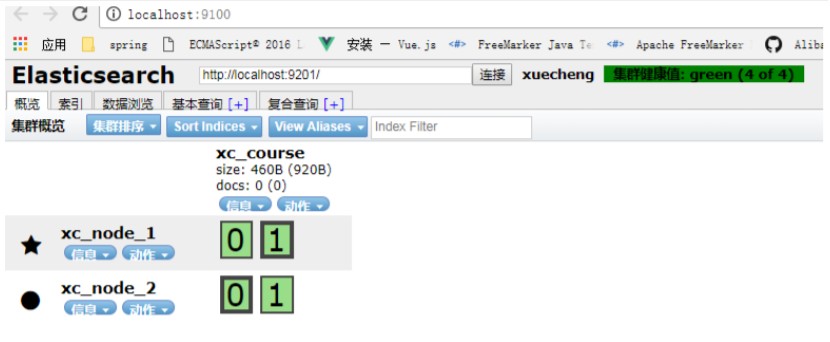 localhost:9100
应用 spring ECMAScript® 2016 L 安装 — Vue.js <#> FreeMarker Java Te <#> Apache FreeMarker Aliba
Elasticsearch http://localhost:9201/ 连接 xuecheng 集群健康值: green (4 of 4)
概览 索引 数据浏览 基本查询 [+] 复合查询 [+]
集群概览 集群排序 Sort Indices View Aliases Index Filter
xc_course
size: 460B (920B)
docs: 0 (0)
信息 动作
xc_node_1 0 1
信息 动作
xc_node_2 0 1
信息 动作